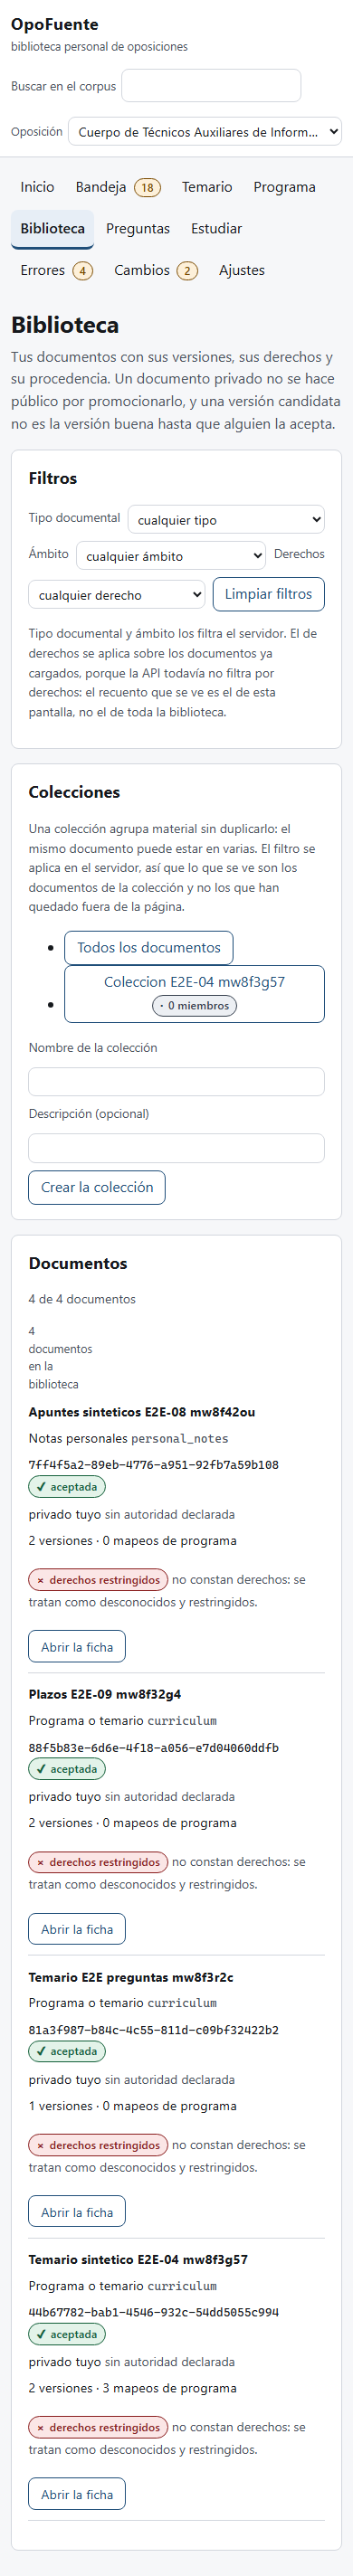 OpoFuente
biblioteca personal de oposiciones
Buscar en el corpus
Oposición Cuerpo de Técnicos Auxiliares de Inform...
Inicio Bandeja 18 Temario Programa
Biblioteca Preguntas Estudiar
Errores 4 Cambios 2 Ajustes
Biblioteca
Tus documentos con sus versiones, sus derechos y
su procedencia. Un documento privado no se hace
público por promocionarlo, y una versión candidata
no es la versión buena hasta que alguien la acepta.
Filtros
Tipo documental cualquier tipo
Ámbito cualquier ámbito Derechos
cualquier derecho Limpiar filtros
Tipo documental y ámbito los filtra el servidor. El de
derechos se aplica sobre los documentos ya
cargados, porque la API todavía no filtra por
derechos: el recuento que se ve es el de esta
pantalla, no el de toda la biblioteca.
Colecciones
Una colección agrupa material sin duplicarlo: el
mismo documento puede estar en varias. El filtro se
aplica en el servidor, así que lo que se ve son los
documentos de la colección y no los que han
quedado fuera de la página.
• Todos los documentos
• Coleccion E2E-04 mw8f3g57
· 0 miembros
Nombre de la colección
Descripción (opcional)
Crear la colección
Documentos
4 de 4 documentos
4
documentos
en la
biblioteca
Apuntes sinteticos E2E-08 mw8f42ou
Notas personales personal_notes
7ff4f5a2-89eb-4776-a951-92fb7a59b108
✓ aceptada
privado tuyo sin autoridad declarada
2 versiones · 0 mapeos de programa
× derechos restringidos no constan derechos: se
tratan como desconocidos y restringidos.
Abrir la ficha
Plazos E2E-09 mw8f32g4
Programa o temario curriculum
88f5b83e-6d6e-4f18-a056-e7d04060ddfb
✓ aceptada
privado tuyo sin autoridad declarada
2 versiones · 0 mapeos de programa
× derechos restringidos no constan derechos: se
tratan como desconocidos y restringidos.
Abrir la ficha
Temario E2E preguntas mw8f3r2c
Programa o temario curriculum
81a3f987-b84c-4c55-811d-c09bf32422b2
✓ aceptada
privado tuyo sin autoridad declarada
1 versiones · 0 mapeos de programa
× derechos restringidos no constan derechos: se
tratan como desconocidos y restringidos.
Abrir la ficha
Temario sintetico E2E-04 mw8f3g57
Programa o temario curriculum
44b67782-bab1-4546-932c-54dd5055c994
✓ aceptada
privado tuyo sin autoridad declarada
2 versiones · 3 mapeos de programa
× derechos restringidos no constan derechos: se
tratan como desconocidos y restringidos.
Abrir la ficha